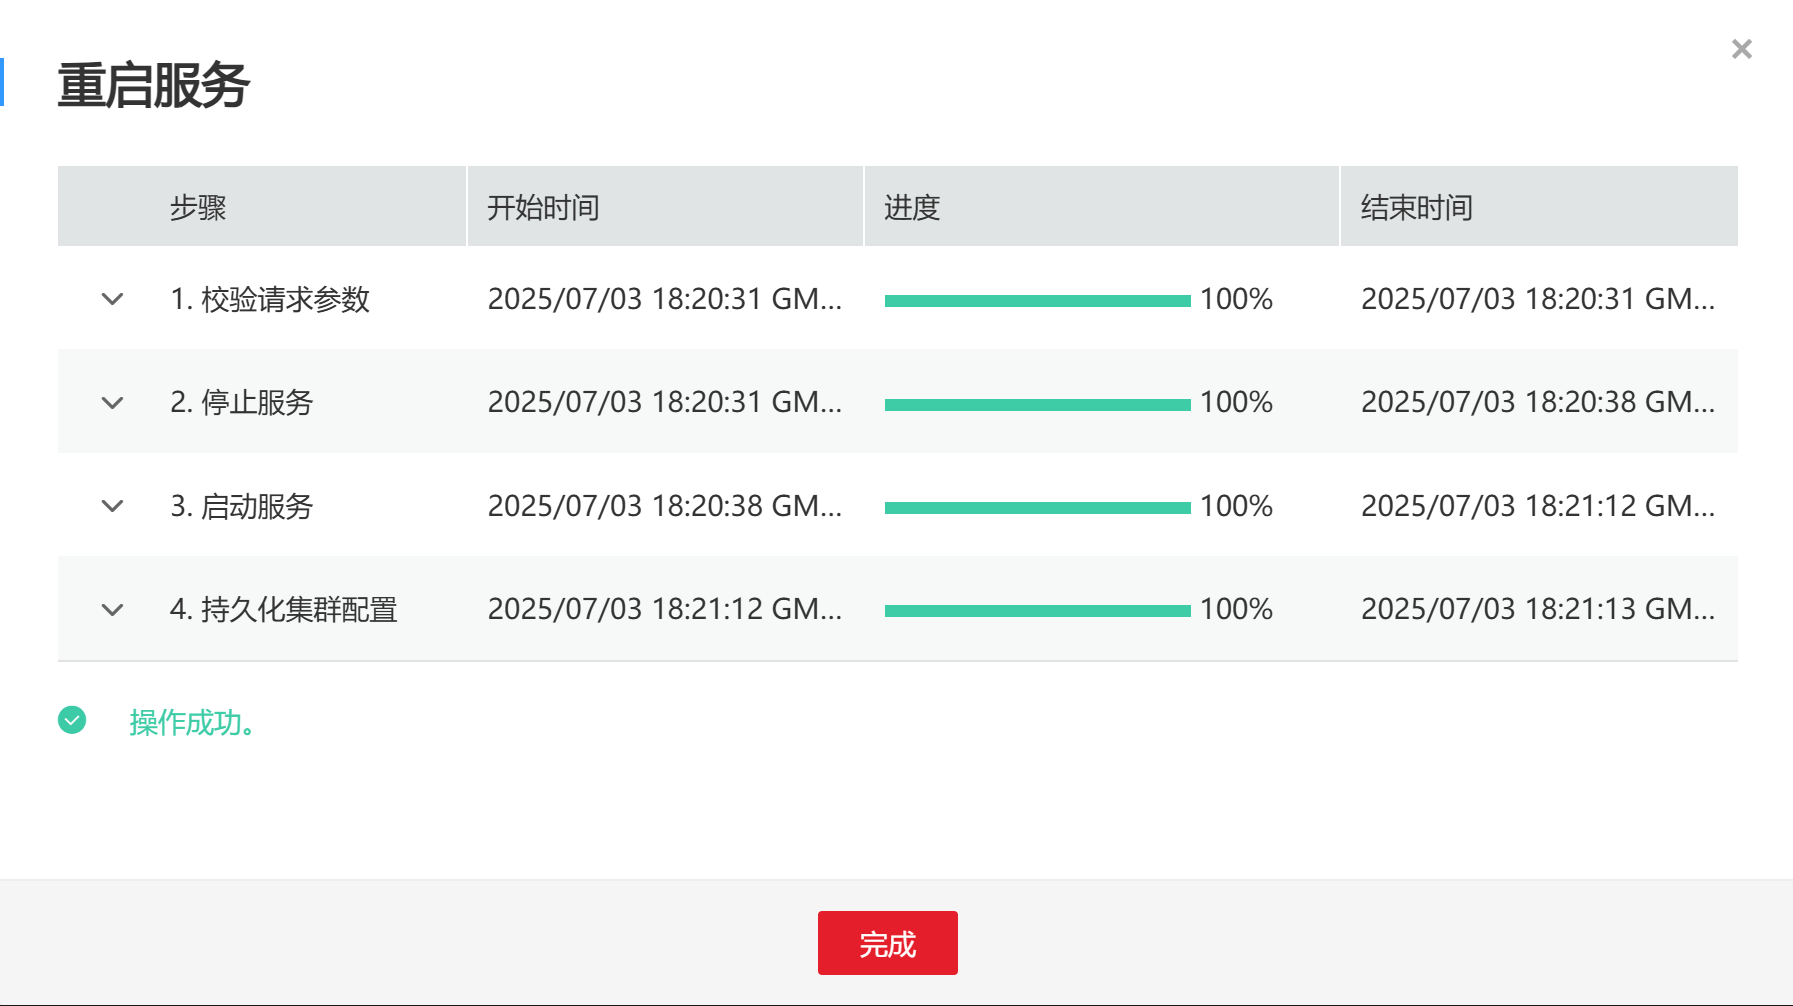 重启服务
步骤 开始时间 进度 结束时间
1. 校验请求参数 2025/07/03 18:20:31 GM... 100% 2025/07/03 18:20:31 GM...
2. 停止服务 2025/07/03 18:20:31 GM... 100% 2025/07/03 18:20:38 GM...
3. 启动服务 2025/07/03 18:20:38 GM... 100% 2025/07/03 18:21:12 GM...
4. 持久化集群配置 2025/07/03 18:21:12 GM... 100% 2025/07/03 18:21:13 GM...
操作成功。
完成